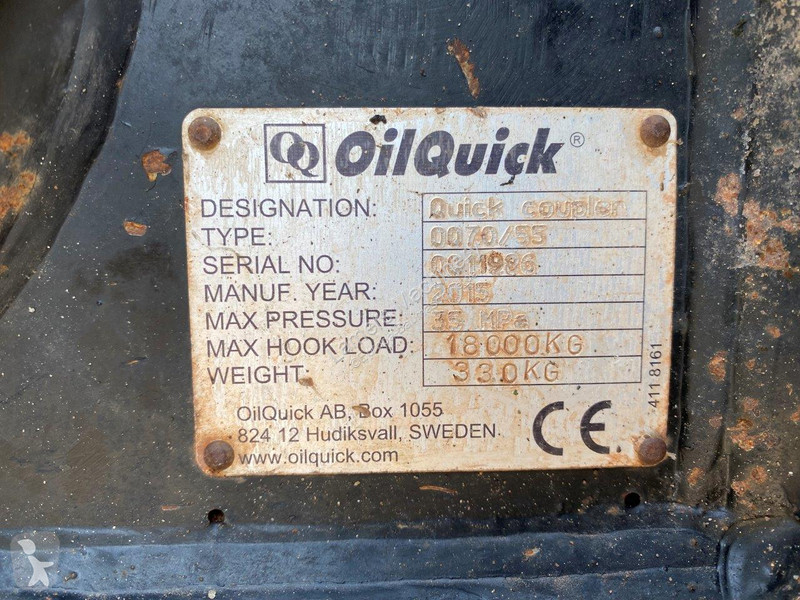 OQ OilQuick®
DESIGNATION: Quick coupler
TYPE: OQ70/55
SERIAL NO: OQ11986
MANUF. YEAR: 2015
MAX PRESSURE: 35 MPa
MAX HOOK LOAD: 18000KG
WEIGHT: 330KG
OilQuick AB, Box 1055
824 12 Hudiksvall, SWEDEN
www.oilquick.com
CE
411 8161